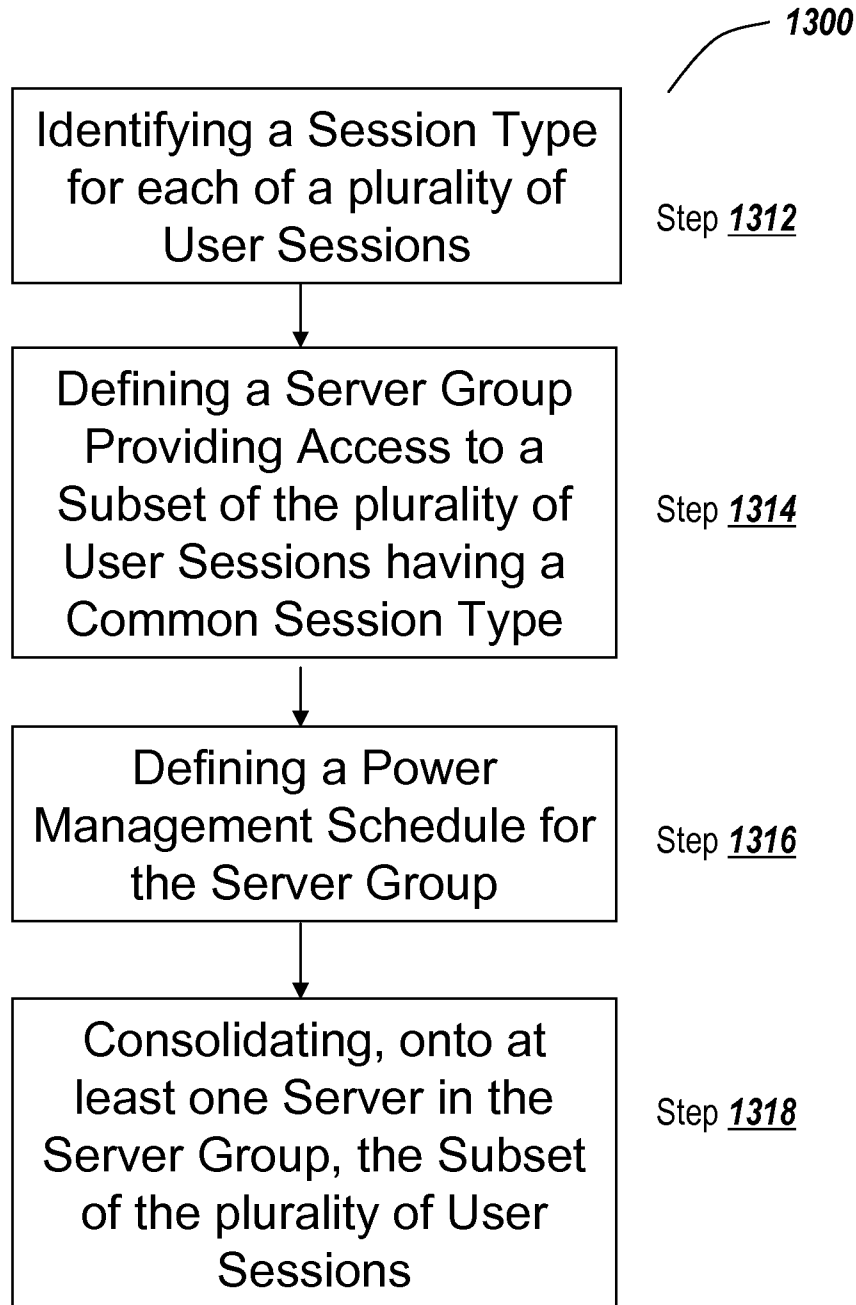 1300
Identifying a Session Type
for each of a plurality of
User Sessions
Step 1312
Defining a Server Group
Providing Access to a
Subset of the plurality of
User Sessions having a
Common Session Type
Step 1314
Defining a Power
Management Schedule for
the Server Group
Step 1316
Consolidating, onto at
least one Server in the
Server Group, the Subset
of the plurality of User
Sessions
Step 1318